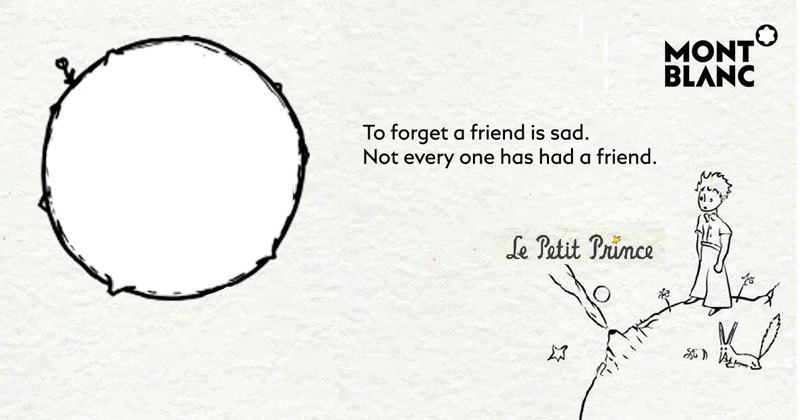 MONT
BLANC
To forget a friend is sad.
Not every one has had a friend.
Le Petit Prince